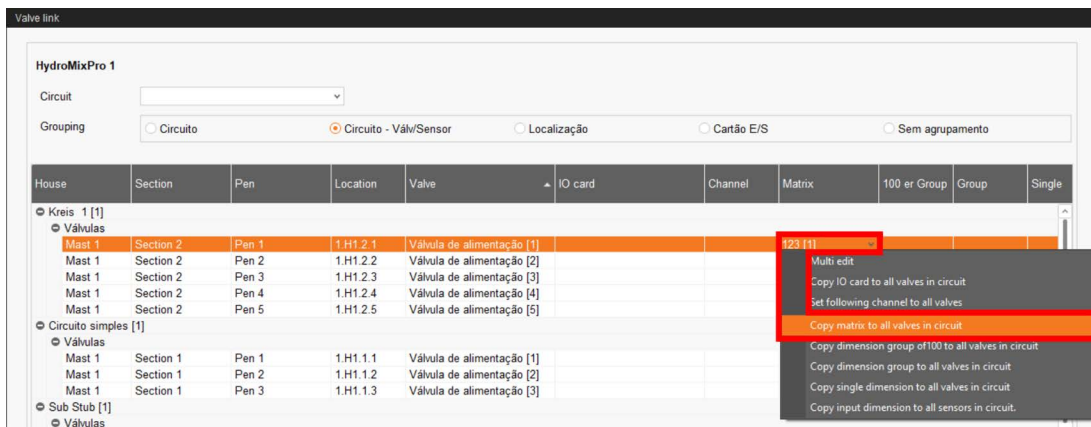 Valve link
HydroMixPro 1
Circuit
Grouping Circuito Circuito - Válv/Sensor Localização Cartão E/S Sem agrupamento
House Section Pen Location Valve IO card Channel Matrix 100 er Group Group Single
Kreis 1 [1]
Válvulas
Mast 1 Section 2 Pen 1 1.H1.2.1 Válvula de alimentação [1] 123 [1]
Mast 1 Section 2 Pen 2 1.H1.2.2 Válvula de alimentação [2]
Mast 1 Section 2 Pen 3 1.H1.2.3 Válvula de alimentação [3]
Mast 1 Section 2 Pen 4 1.H1.2.4 Válvula de alimentação [4]
Mast 1 Section 2 Pen 5 1.H1.2.5 Válvula de alimentação [5]
Circuito simples [1]
Válvulas
Mast 1 Section 1 Pen 1 1.H1.1.1 Válvula de alimentação [1]
Mast 1 Section 1 Pen 2 1.H1.1.2 Válvula de alimentação [2]
Mast 1 Section 1 Pen 3 1.H1.1.3 Válvula de alimentação [3]
Sub Stub [1]
Válvulas
Multi edit
Copy IO card to all valves in circuit
Set following channel to all valves
Copy matrix to all valves in circuit
Copy dimension group of100 to all valves in circuit
Copy dimension group to all valves in circuit
Copy single dimension to all valves in circuit
Copy input dimension to all sensors in circuit.